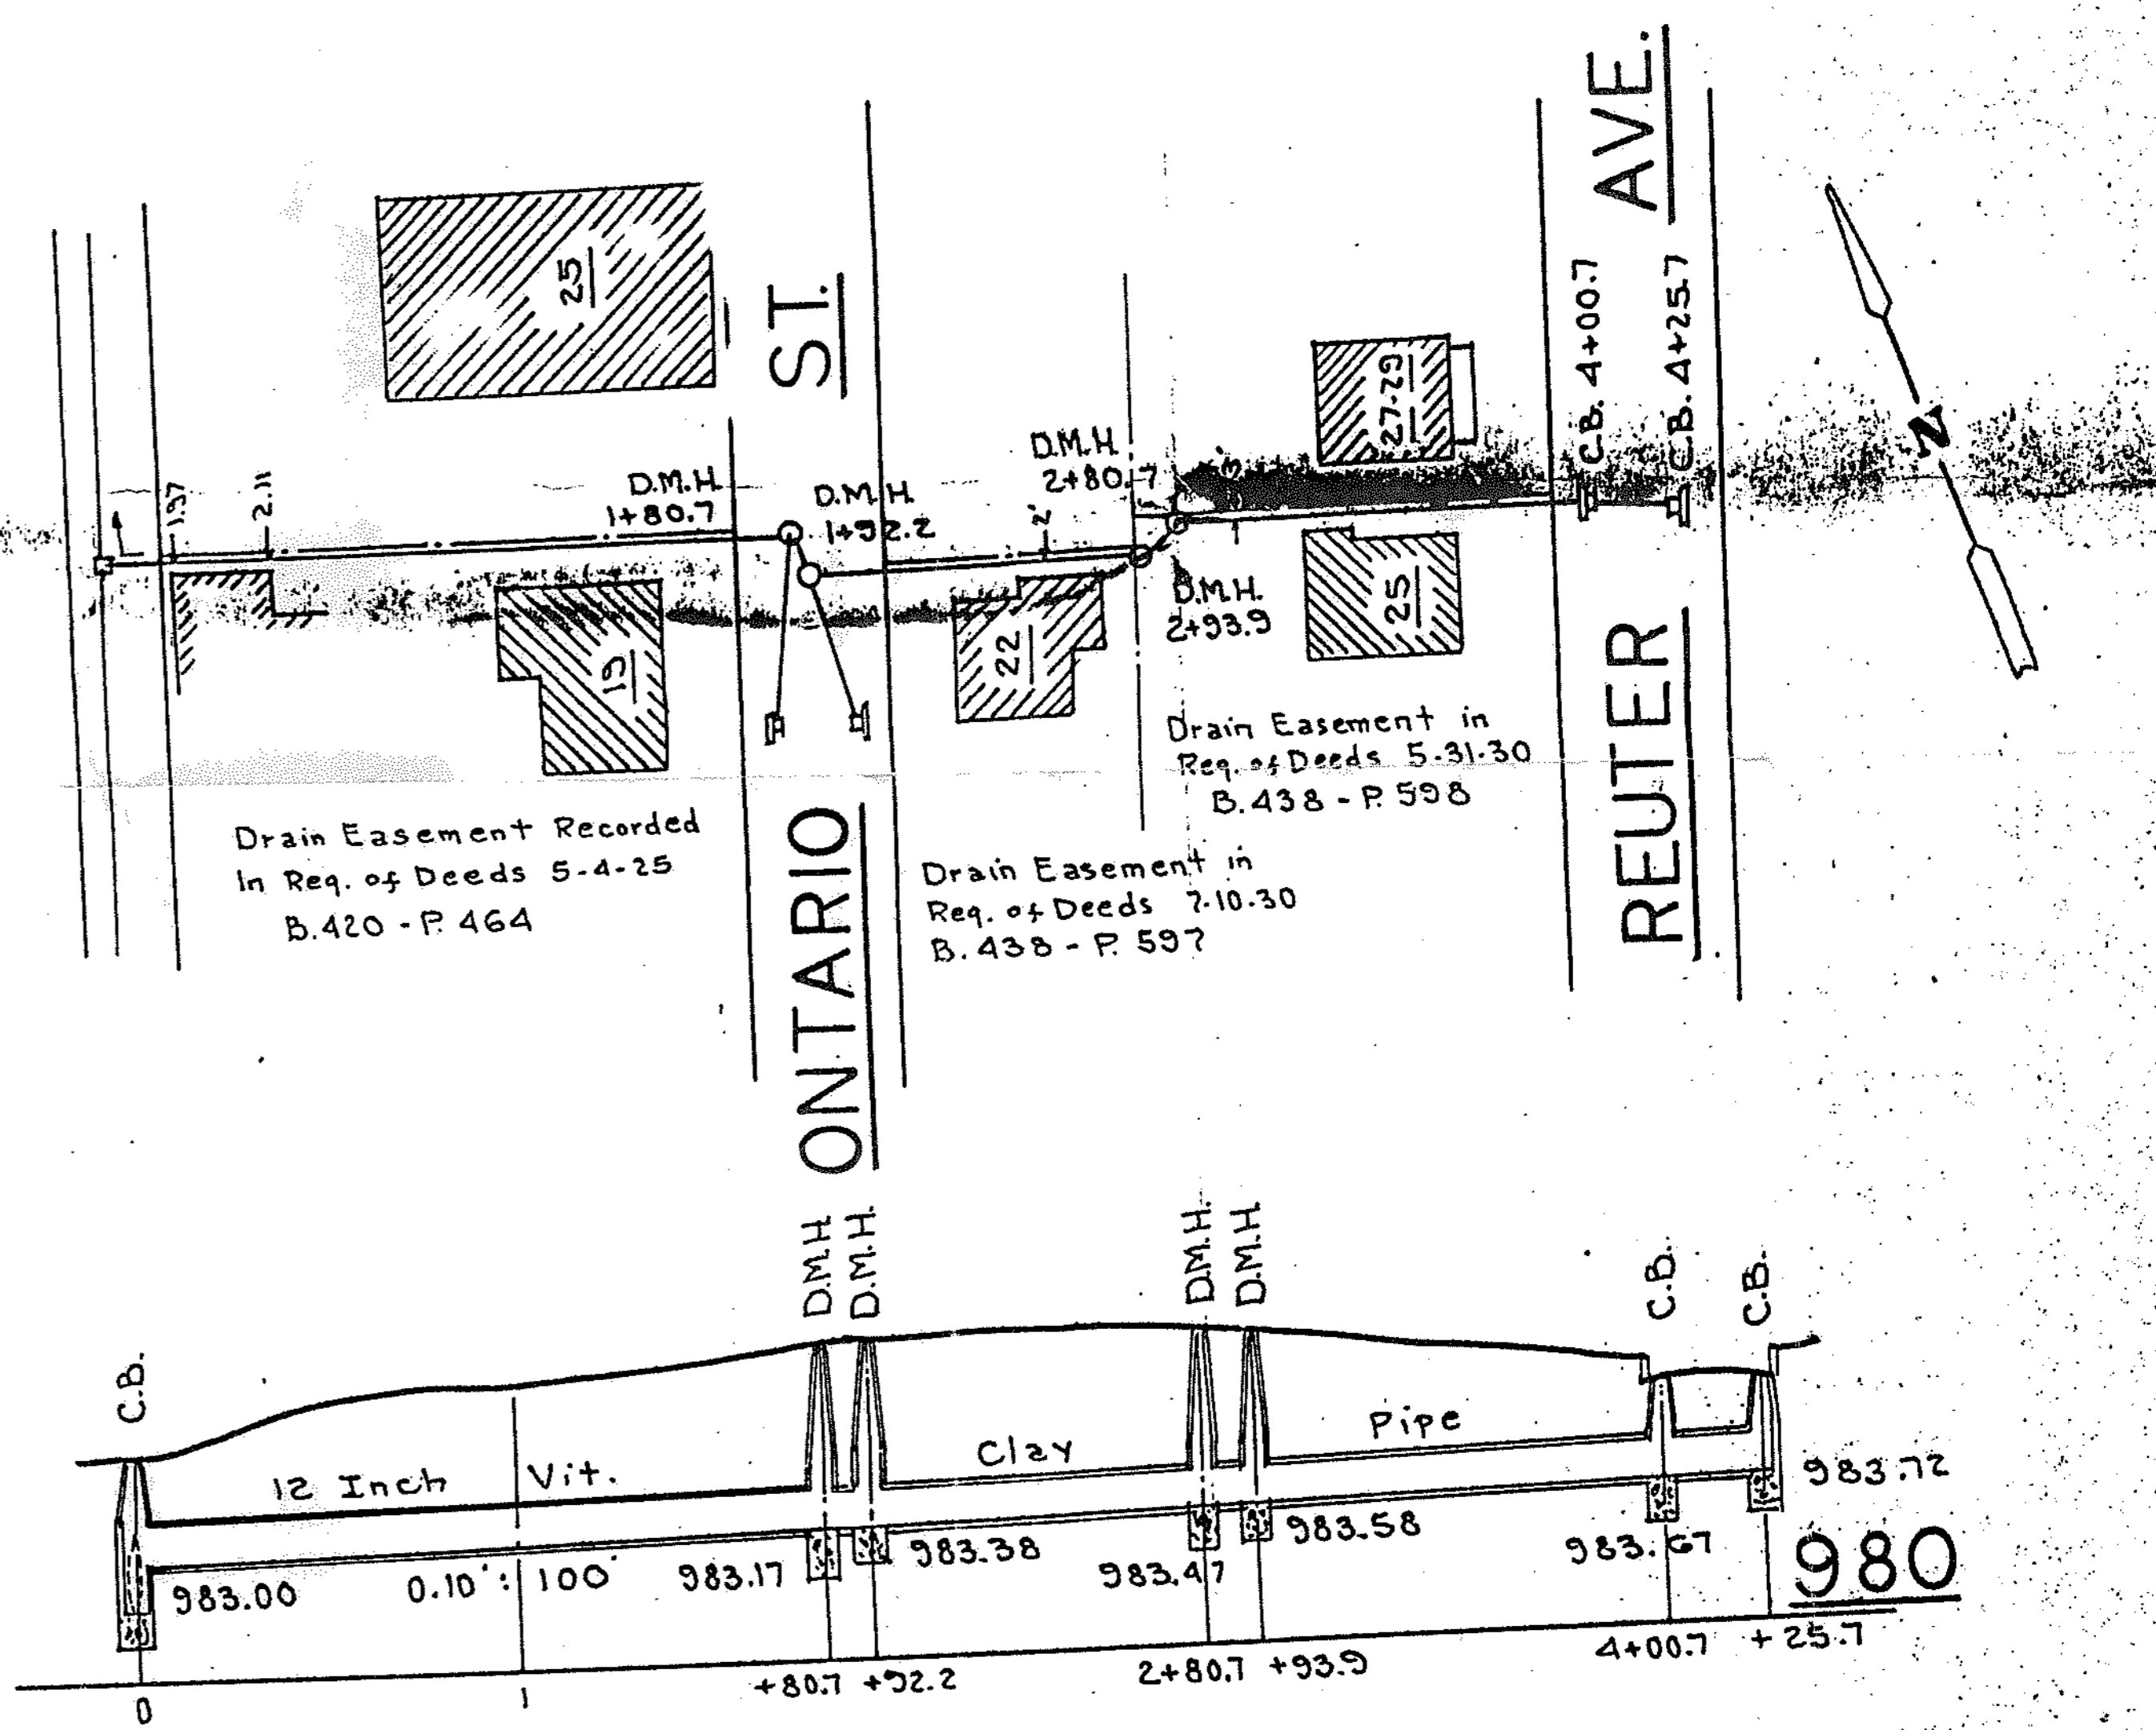 AVE.
25
ST.
C.B. 4+00.7
C.B. 4+25.7
27-29
N
D.M.H.
2+80.7
3'
1.97
2.11
D.M.H.
1+80.7
D.M.H.
1+92.2
2'
D.M.H.
2+93.9
19
22
25
REUTER
Drain Easement in
Reg. of Deeds 5-31-30
B. 438 - P. 598
Drain Easement Recorded
In Reg. of Deeds 5-4-25
B. 420 - P. 464
ONTARIO
Drain Easement in
Reg. of Deeds 7-10-30
B. 438 - P. 597
C.B.
D.M.H
D.M.H.
D.M.H.
D.M.H
C.B.
C.B.
12 Inch Vit. Clay Pipe
983.00
0.10' : 100'
983.17
983.38
983.47
983.58
983.67
983.72
980
0
1
+80.7 +92.2
2+80.7 +93.9
4+00.7 +25.7